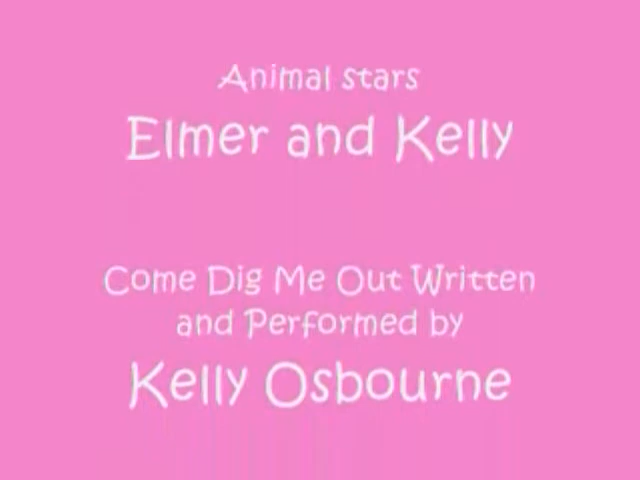 Animal stars
Elmer and Kelly
Come Dig Me Out Written
and Performed by
Kelly Osbourne